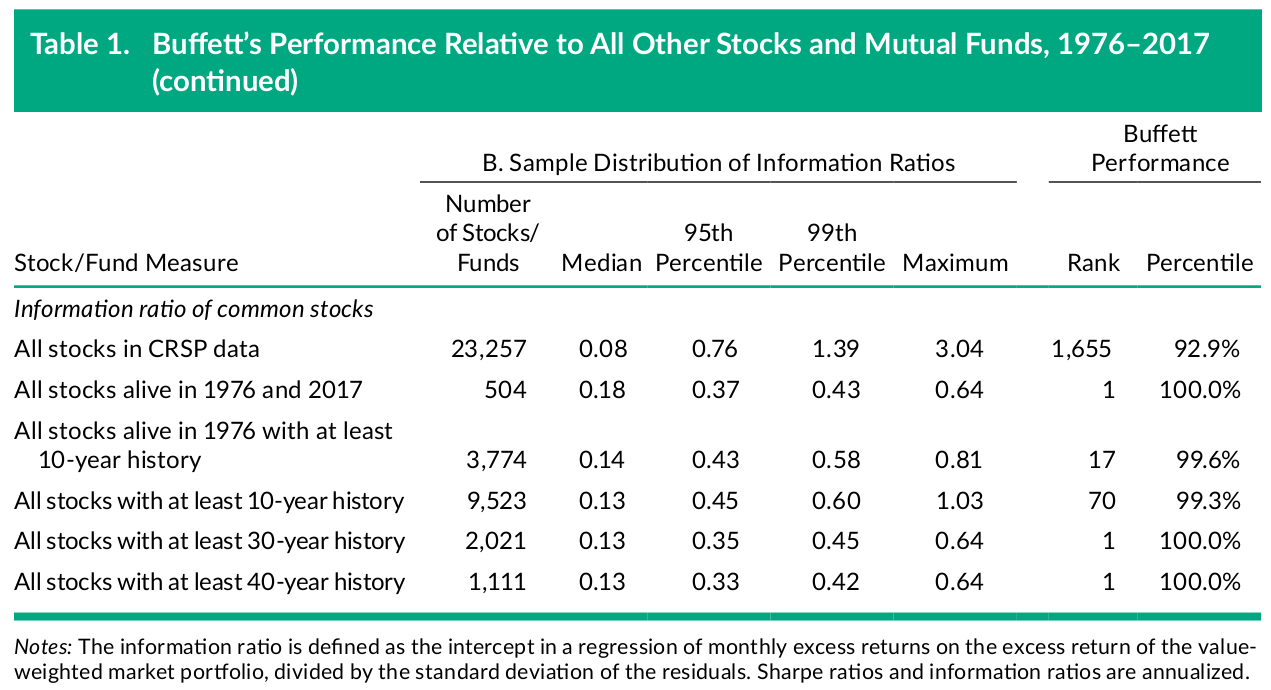 Table 1. Buffett’s Performance Relative to All Other Stocks and Mutual Funds, 1976–2017
(continued)
Buffett
B. Sample Distribution of Information Ratios Performance
Number
of Stocks/ 95th 99th
Stock/Fund Measure Funds Median Percentile Percentile Maximum Rank Percentile
Information ratio of common stocks
All stocks in CRSP data 23,257 0.08 0.76 1.39 3.04 1,655 92.9%
All stocks alive in 1976 and 2017 504 0.18 0.37 0.43 0.64 1 100.0%
All stocks alive in 1976 with at least
10-year history 3,774 0.14 0.43 0.58 0.81 17 99.6%
All stocks with at least 10-year history 9,523 0.13 0.45 0.60 1.03 70 99.3%
All stocks with at least 30-year history 2,021 0.13 0.35 0.45 0.64 1 100.0%
All stocks with at least 40-year history 1,111 0.13 0.33 0.42 0.64 1 100.0%
Notes: The information ratio is defined as the intercept in a regression of monthly excess returns on the excess return of the value-
weighted market portfolio, divided by the standard deviation of the residuals. Sharpe ratios and information ratios are annualized.